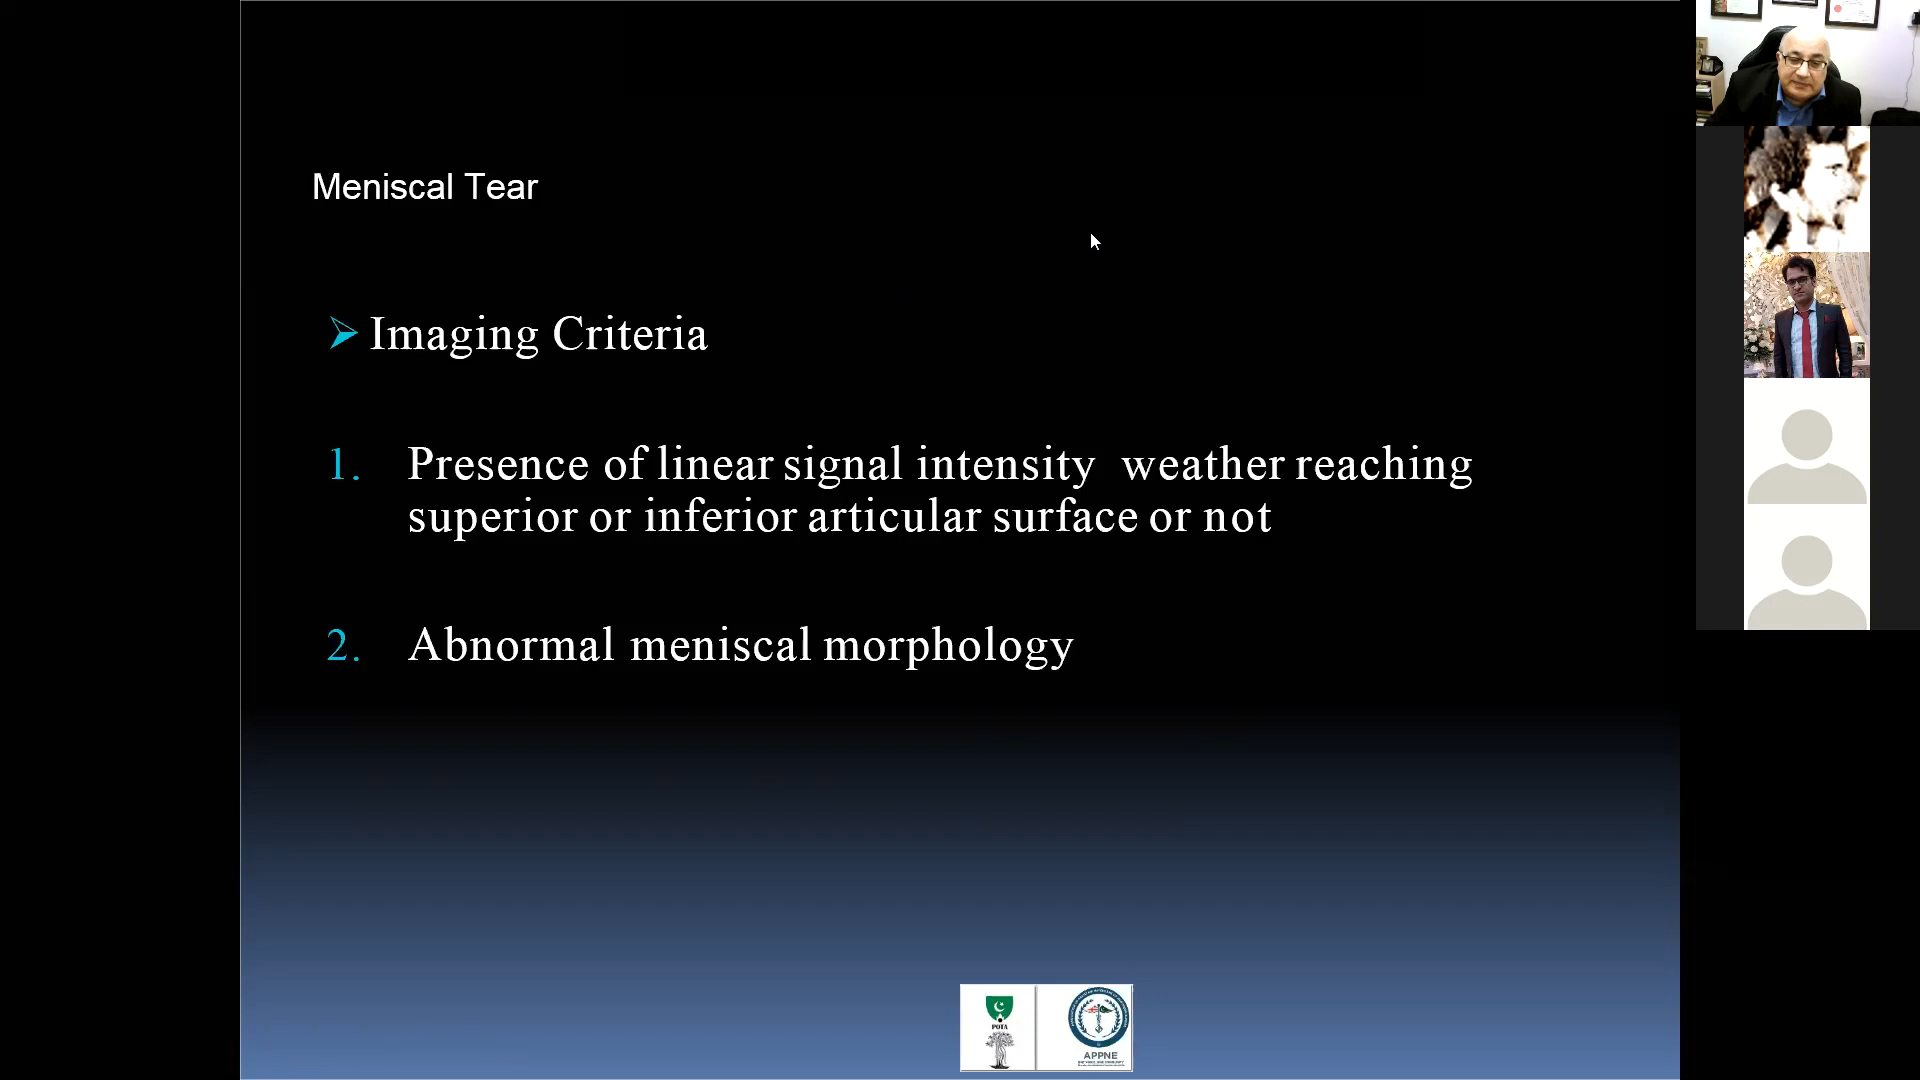 Meniscal Tear
Imaging Criteria
1. Presence of linear signal intensity weather reaching
superior or inferior articular surface or not
2. Abnormal meniscal morphology
POTA
APPNE